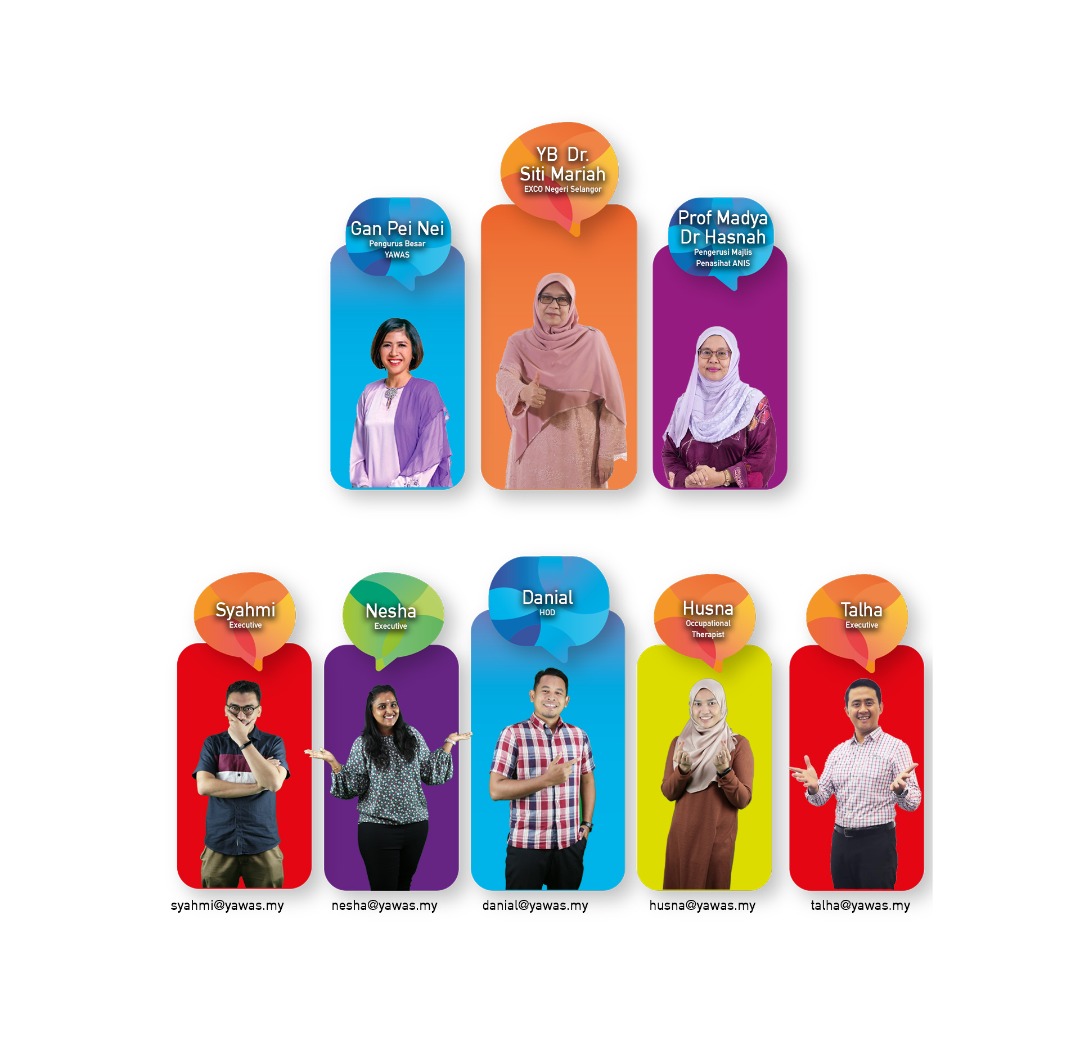 YB Dr.
Siti Mariah
EXCO Negeri Selangor
Gan Pei Nei
Pengurus Besar
YAWAS
Prof Madya
Dr Hasnah
Pengerusi Majlis
Penasihat ANIS
Syahmi
Executive
Nesha
Executive
Danial
HOD
Husna
Occupational
Therapist
Talha
Executive
syahmi@yawas.my
nesha@yawas.my
danial@yawas.my
husna@yawas.my
talha@yawas.my